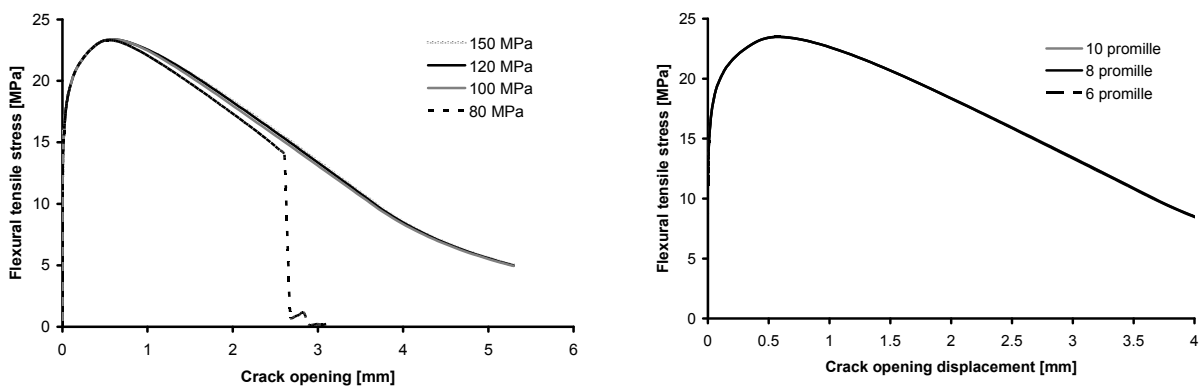 Flexural tensile stress [MPa]
25
20
15
10
5
0
0 1 2 3 4 5 6
Crack opening [mm]
150 MPa
120 MPa
100 MPa
80 MPa
Flexural tensile stress [MPa]
25
20
15
10
5
0
0 0.5 1 1.5 2 2.5 3 3.5 4
Crack opening displacement [mm]
10 promille
8 promille
6 promille